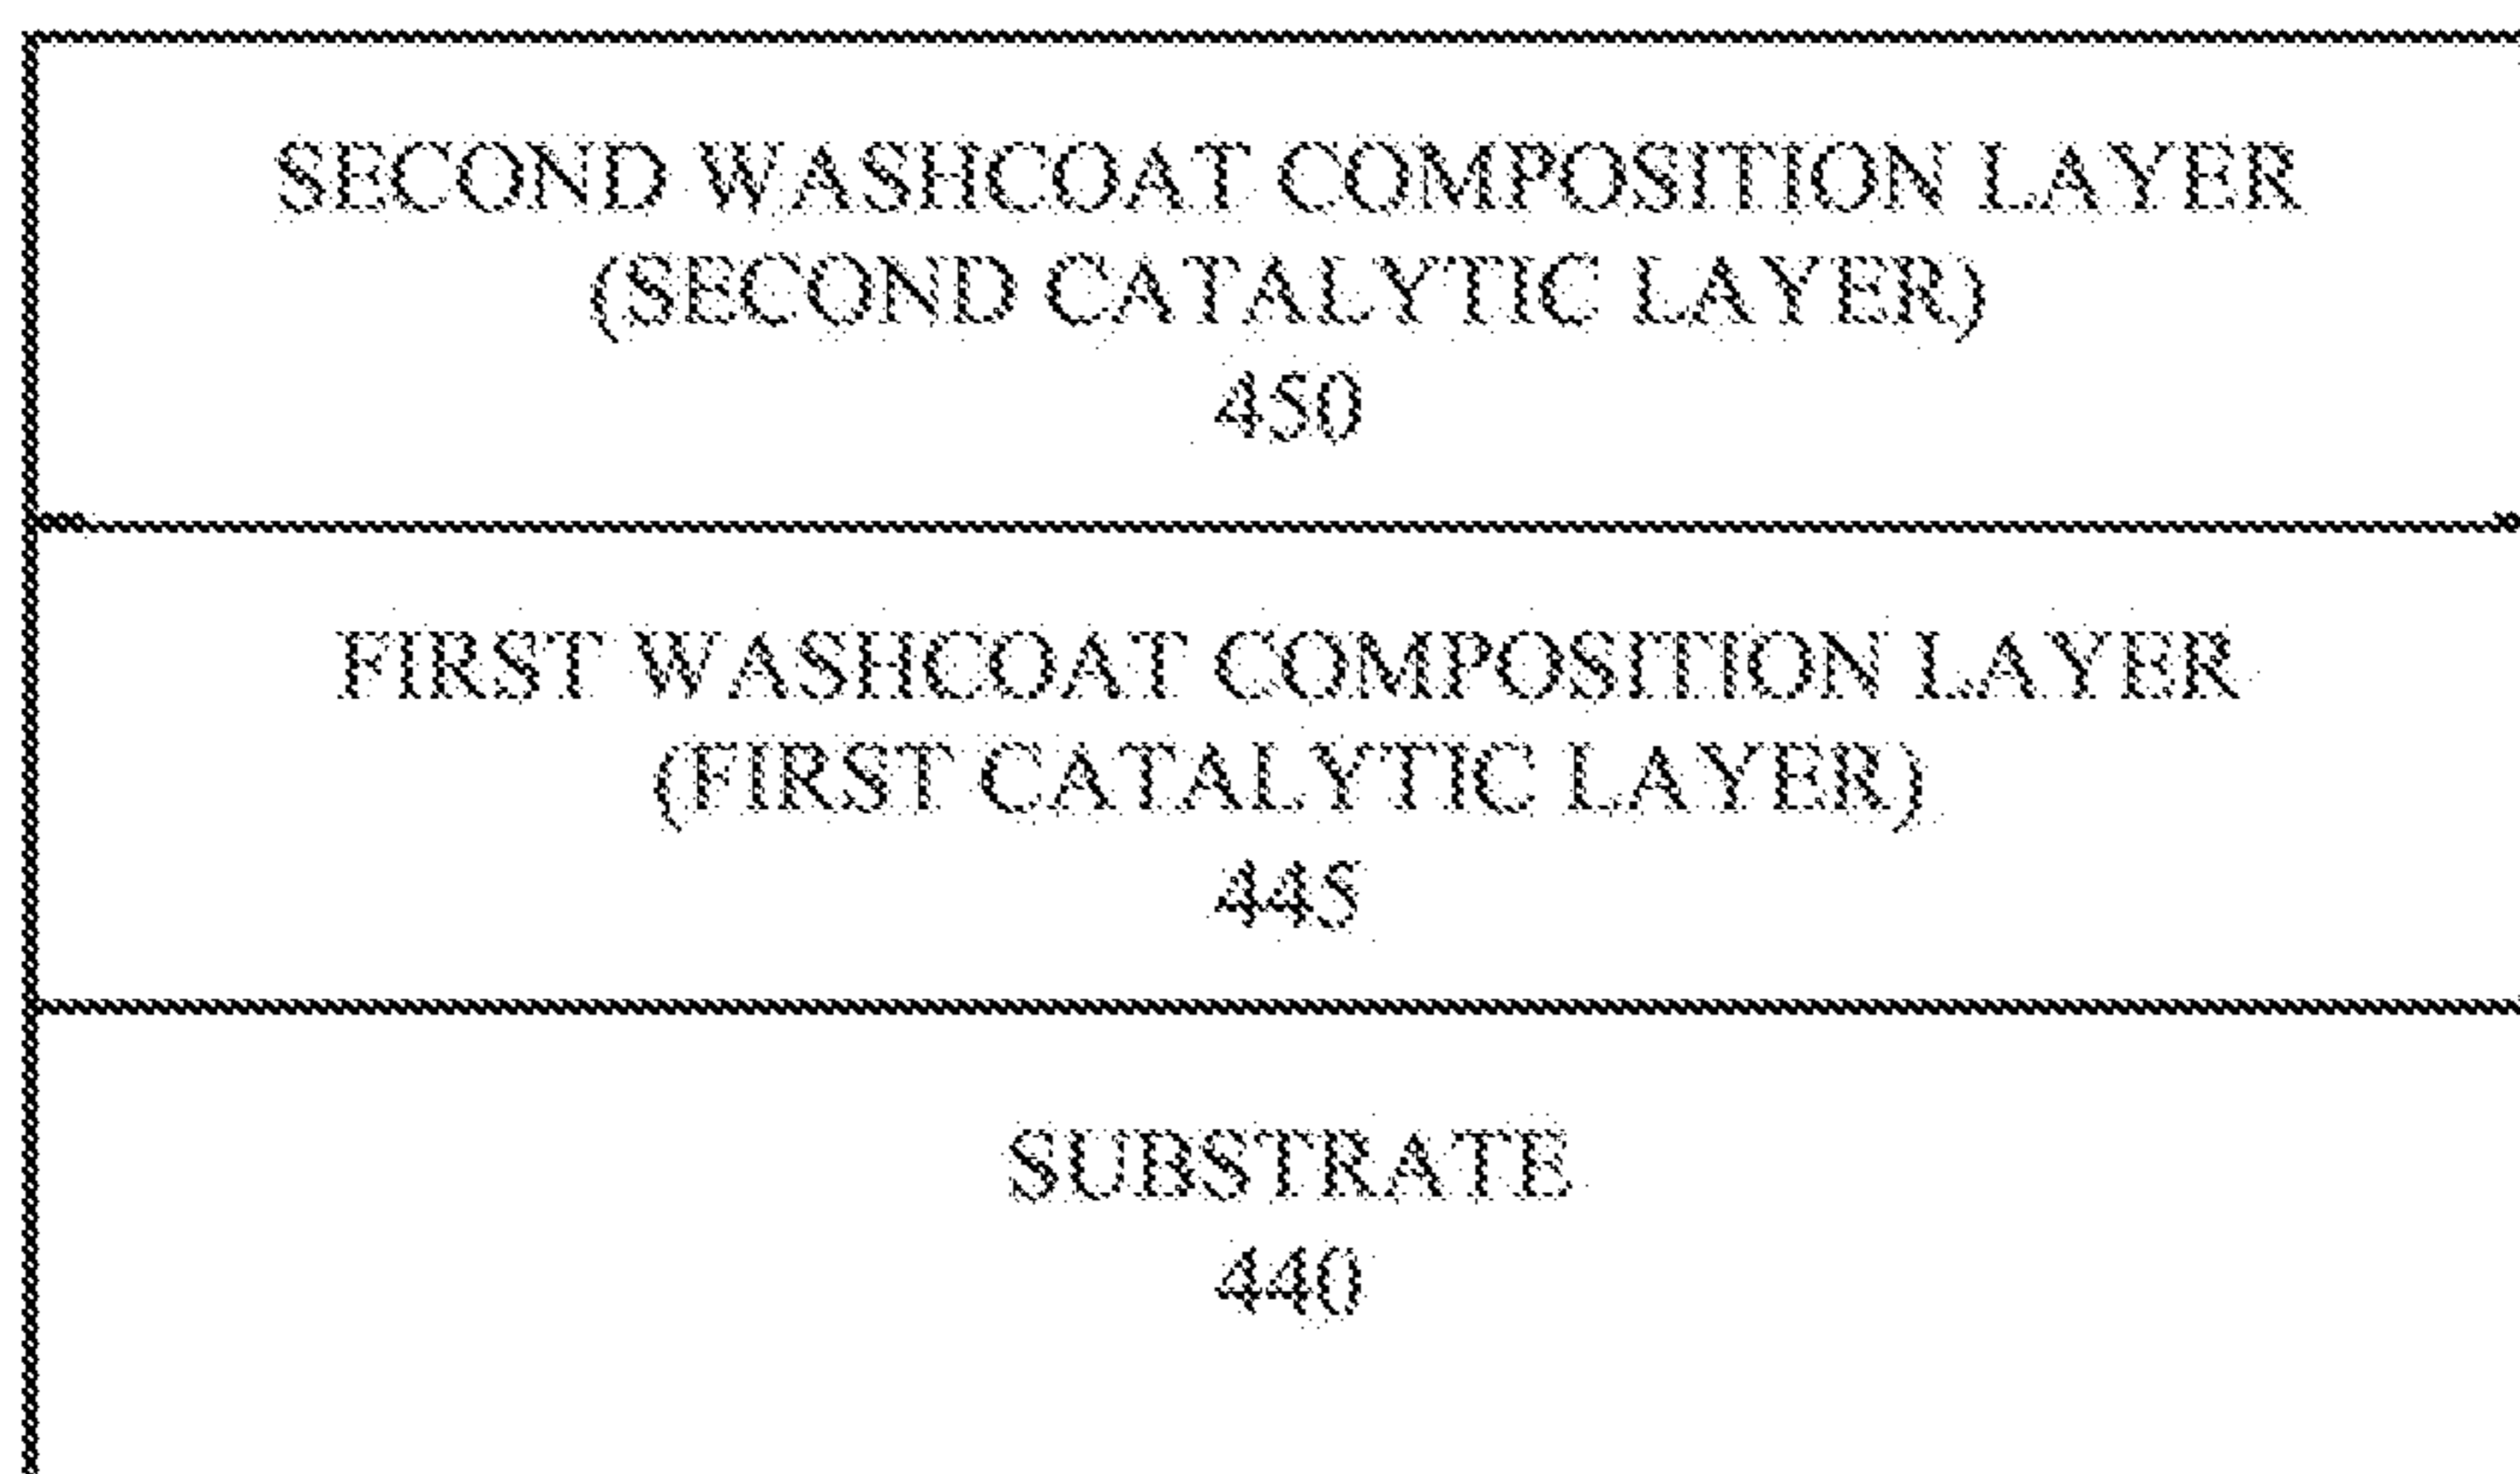 SECOND WASHCOAT COMPOSITION LAYER
(SECOND CATALYTIC LAYER)
450
FIRST WASHCOAT COMPOSITION LAYER
(FIRST CATALYTIC LAYER)
445
SUBSTRATE
440